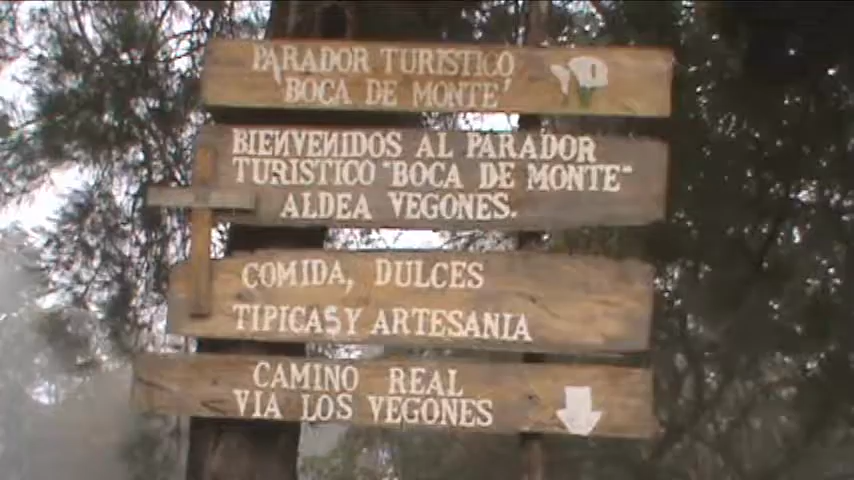 PARADOR TURISTICO
"BOCA DE MONTE"
BIENVENIDOS AL PARADOR
TURISTICO "BOCA DE MONTE"
ALDEA VEGONES.
COMIDA, DULCES
TIPICAS Y ARTESANIA
CAMINO REAL
VIA LOS VEGONES